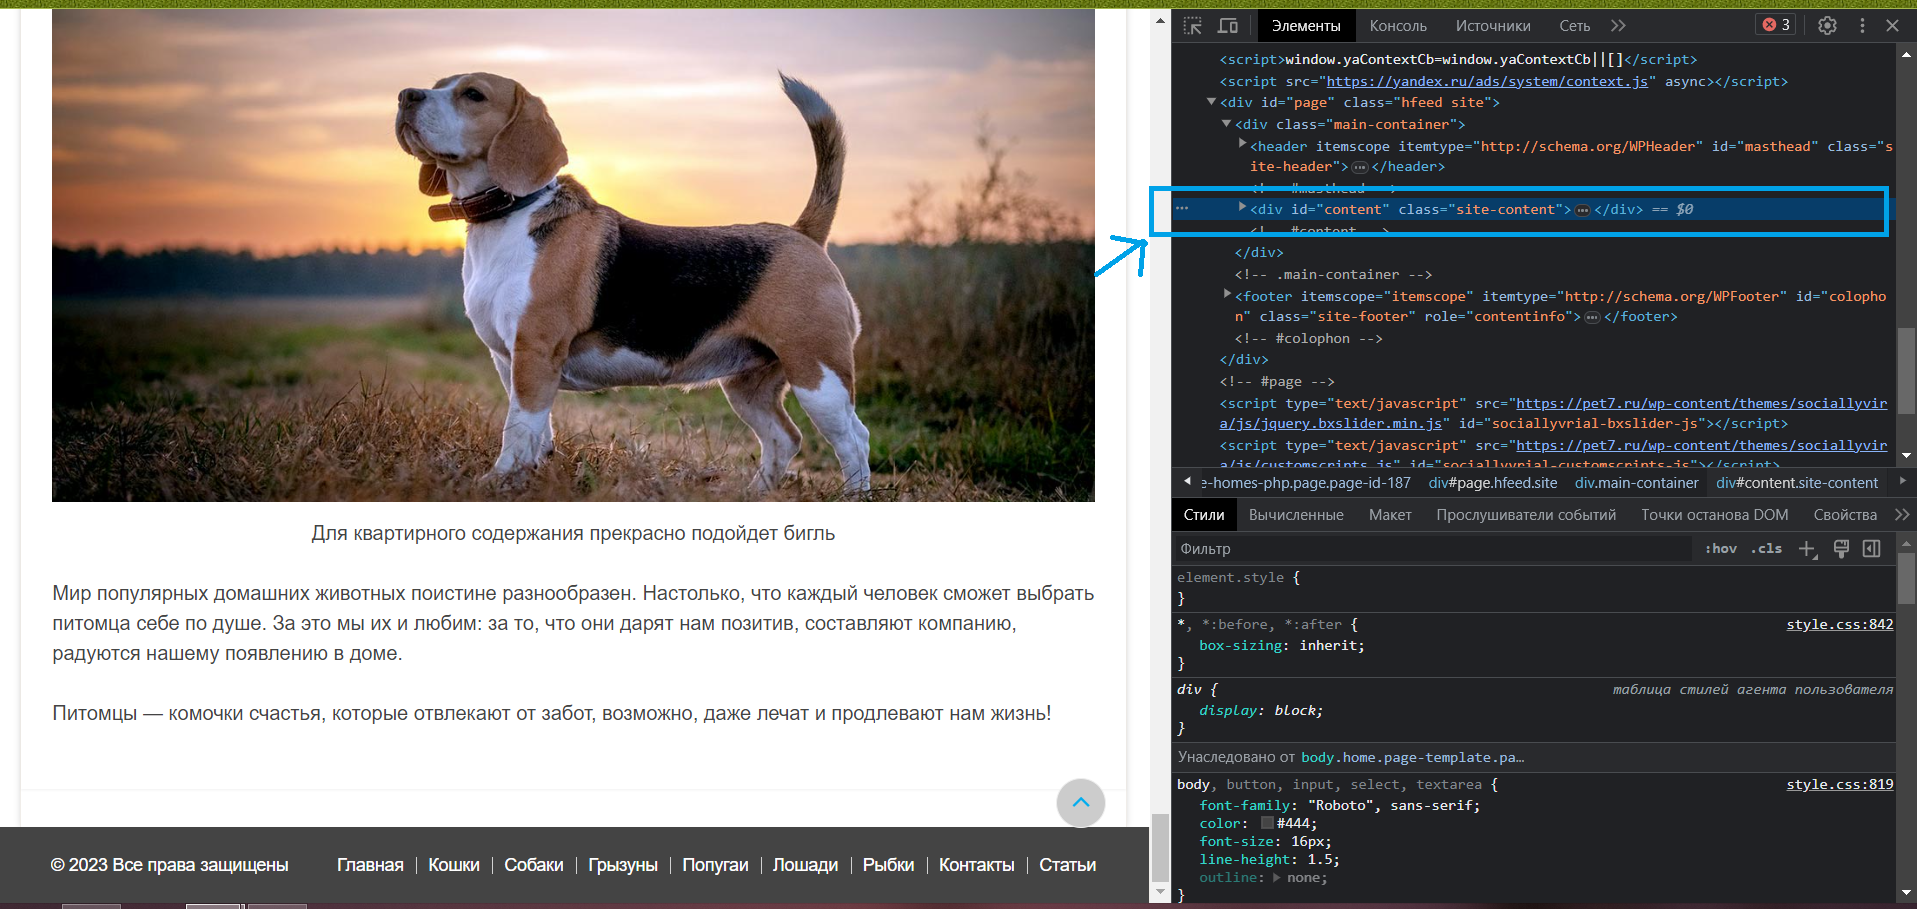 Для квартирного содержания прекрасно подойдет бигль
Мир популярных домашних животных поистине разнообразен. Настолько, что каждый человек сможет выбрать
питомца себе по душе. За это мы их и любим: за то, что они дарят нам позитив, составляют компанию,
радуются нашему появлению в доме.
Питомцы — комочки счастья, которые отвлекают от забот, возможно, даже лечат и продлевают нам жизнь!
© 2023 Все права защищены Главная | Кошки | Собаки | Грызуны | Попугаи | Лошади | Рыбки | Контакты | Статьи
Элементы Консоль Источники Сеть 3
<script>window.yaContextCb=window.yaContextCb||[]</script>
<script src="https://yandex.ru/ads/system/context.js" async></script>
<div id="page" class="hfeed site">
<div class="main-container">
<header itemscope itemtype="http://schema.org/WPHeader" id="masthead" class="s
ite-header">…</header>
<!-- #masthead -->
… <div id="content" class="site-content">…</div> == $0
<!-- #content -->
</div>
<!-- .main-container -->
<footer itemscope="itemscope" itemtype="http://schema.org/WPFooter" id="colopho
n" class="site-footer" role="contentinfo">…</footer>
<!-- #colophon -->
</div>
<!-- #page -->
<script type="text/javascript" src="https://pet7.ru/wp-content/themes/sociallyvir
a/js/jquery.bxslider.min.js" id="sociallyvrial-bxslider-js"></script>
<script type="text/javascript" src="https://pet7.ru/wp-content/themes/sociallyvir
a/js/customscripts.js" id="sociallyvrial-customscripts-js"></script>
e-homes-php.page.page-id-187 div#page.hfeed.site div.main-container div#content.site-content
Стили Вычисленные Макет Прослушиватели событий Точки останова DOM Свойства
Фильтр :hov .cls
element.style {
}
*, *:before, *:after { style.css:842
box-sizing: inherit;
}
div { таблица стилей агента пользователя
display: block;
}
Унаследовано от body.home.page-template.pa…
body, button, input, select, textarea { style.css:819
font-family: "Roboto", sans-serif;
color: #444;
font-size: 16px;
line-height: 1.5;
outline: none;
}